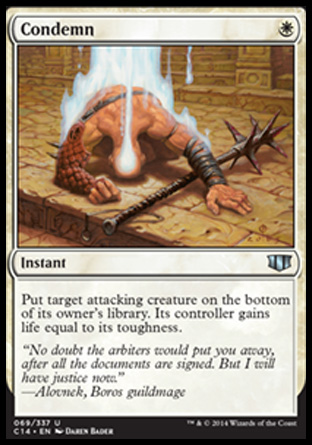 Condemn
Instant
Put target attacking creature on the bottom
of its owner's library. Its controller gains
life equal to its toughness.
"No doubt the arbiters would put you away,
after all the documents are signed. But I will
have justice now."
—Alovnek, Boros guildmage
069/337 U
C14 • EN Daren Bader
™ & © 2014 Wizards of the Coast